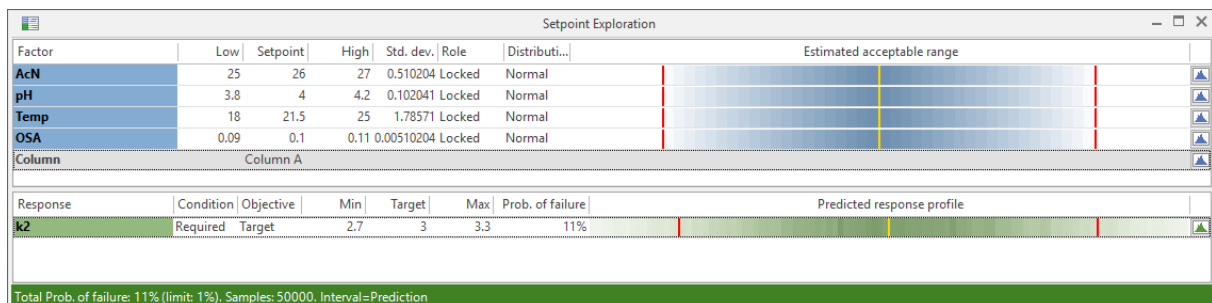 Setpoint Exploration
Factor Low Setpoint High Std. dev. Role Distributi... Estimated acceptable range
AcN 25 26 27 0.510204 Locked Normal
pH 3.8 4 4.2 0.102041 Locked Normal
Temp 18 21.5 25 1.78571 Locked Normal
OSA 0.09 0.1 0.11 0.00510204 Locked Normal
Column Column A
Response Condition Objective Min Target Max Prob. of failure Predicted response profile
k2 Required Target 2.7 3 3.3 11%
Total Prob. of failure: 11% (limit: 1%). Samples: 50000. Interval=Prediction